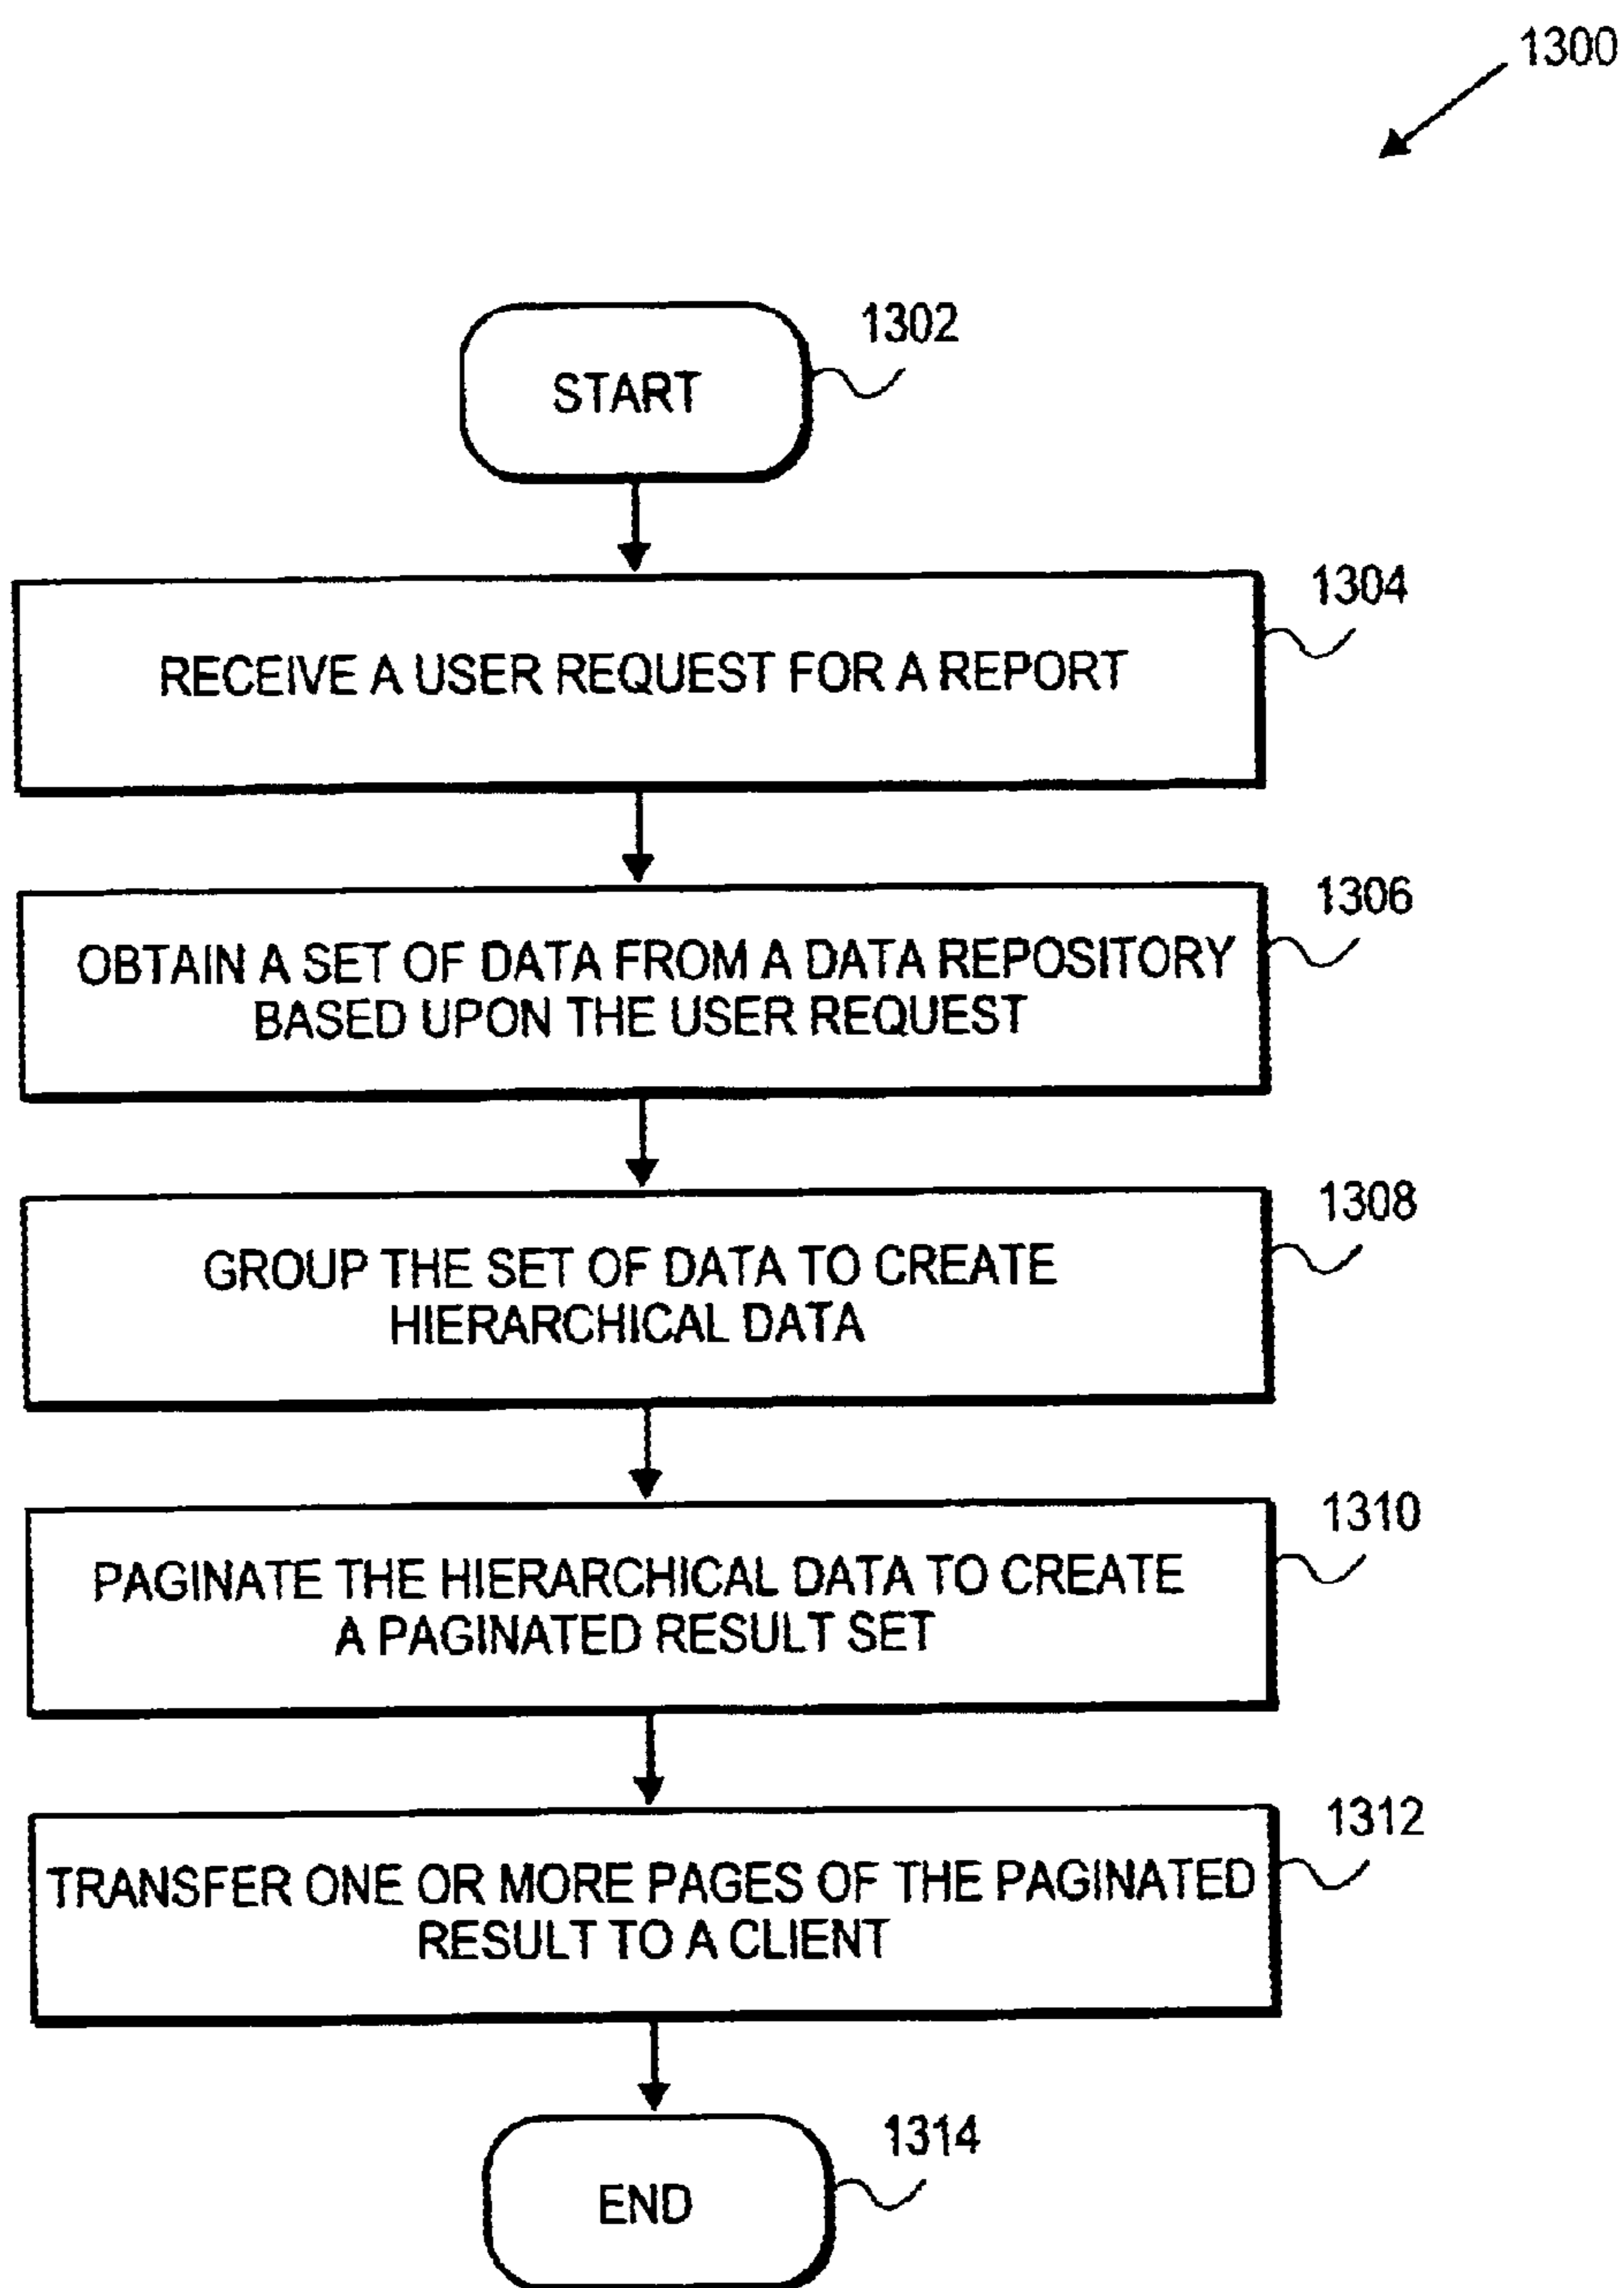 1300
START
1302
RECEIVE A USER REQUEST FOR A REPORT
1304
OBTAIN A SET OF DATA FROM A DATA REPOSITORY
BASED UPON THE USER REQUEST
1306
GROUP THE SET OF DATA TO CREATE
HIERARCHICAL DATA
1308
PAGINATE THE HIERARCHICAL DATA TO CREATE
A PAGINATED RESULT SET
1310
TRANSFER ONE OR MORE PAGES OF THE PAGINATED
RESULT TO A CLIENT
1312
END
1314